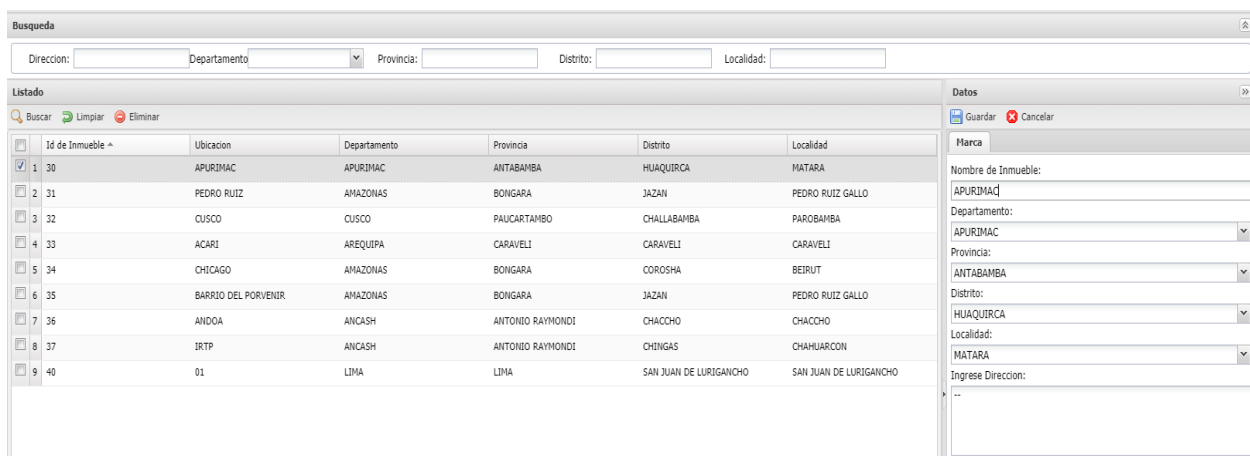 Busqueda
Direccion: Departamento Provincia: Distrito: Localidad:
Listado
Buscar Limpiar Eliminar
Id de Inmueble Ubicacion Departamento Provincia Distrito Localidad
1 30 APURIMAC APURIMAC ANTABAMBA HUAQUIRCA MATARA
2 31 PEDRO RUIZ AMAZONAS BONGARA JAZAN PEDRO RUIZ GALLO
3 32 CUSCO CUSCO PAUCARTAMBO CHALLABAMBA PAROBAMBA
4 33 ACARI AREQUIPA CARAVELI CARAVELI CARAVELI
5 34 CHICAGO AMAZONAS BONGARA COROSHA BEIRUT
6 35 BARRIO DEL PORVENIR AMAZONAS BONGARA JAZAN PEDRO RUIZ GALLO
7 36 ANDOA ANCASH ANTONIO RAYMONDI CHACCHO CHACCHO
8 37 IRTP ANCASH ANTONIO RAYMONDI CHINGAS CHAHUARCON
9 40 01 LIMA LIMA SAN JUAN DE LURIGANCHO SAN JUAN DE LURIGANCHO
Datos
Guardar Cancelar
Marca
Nombre de Inmueble:
APURIMAC
Departamento:
APURIMAC
Provincia:
ANTABAMBA
Distrito:
HUAQUIRCA
Localidad:
MATARA
Ingrese Direccion:
--